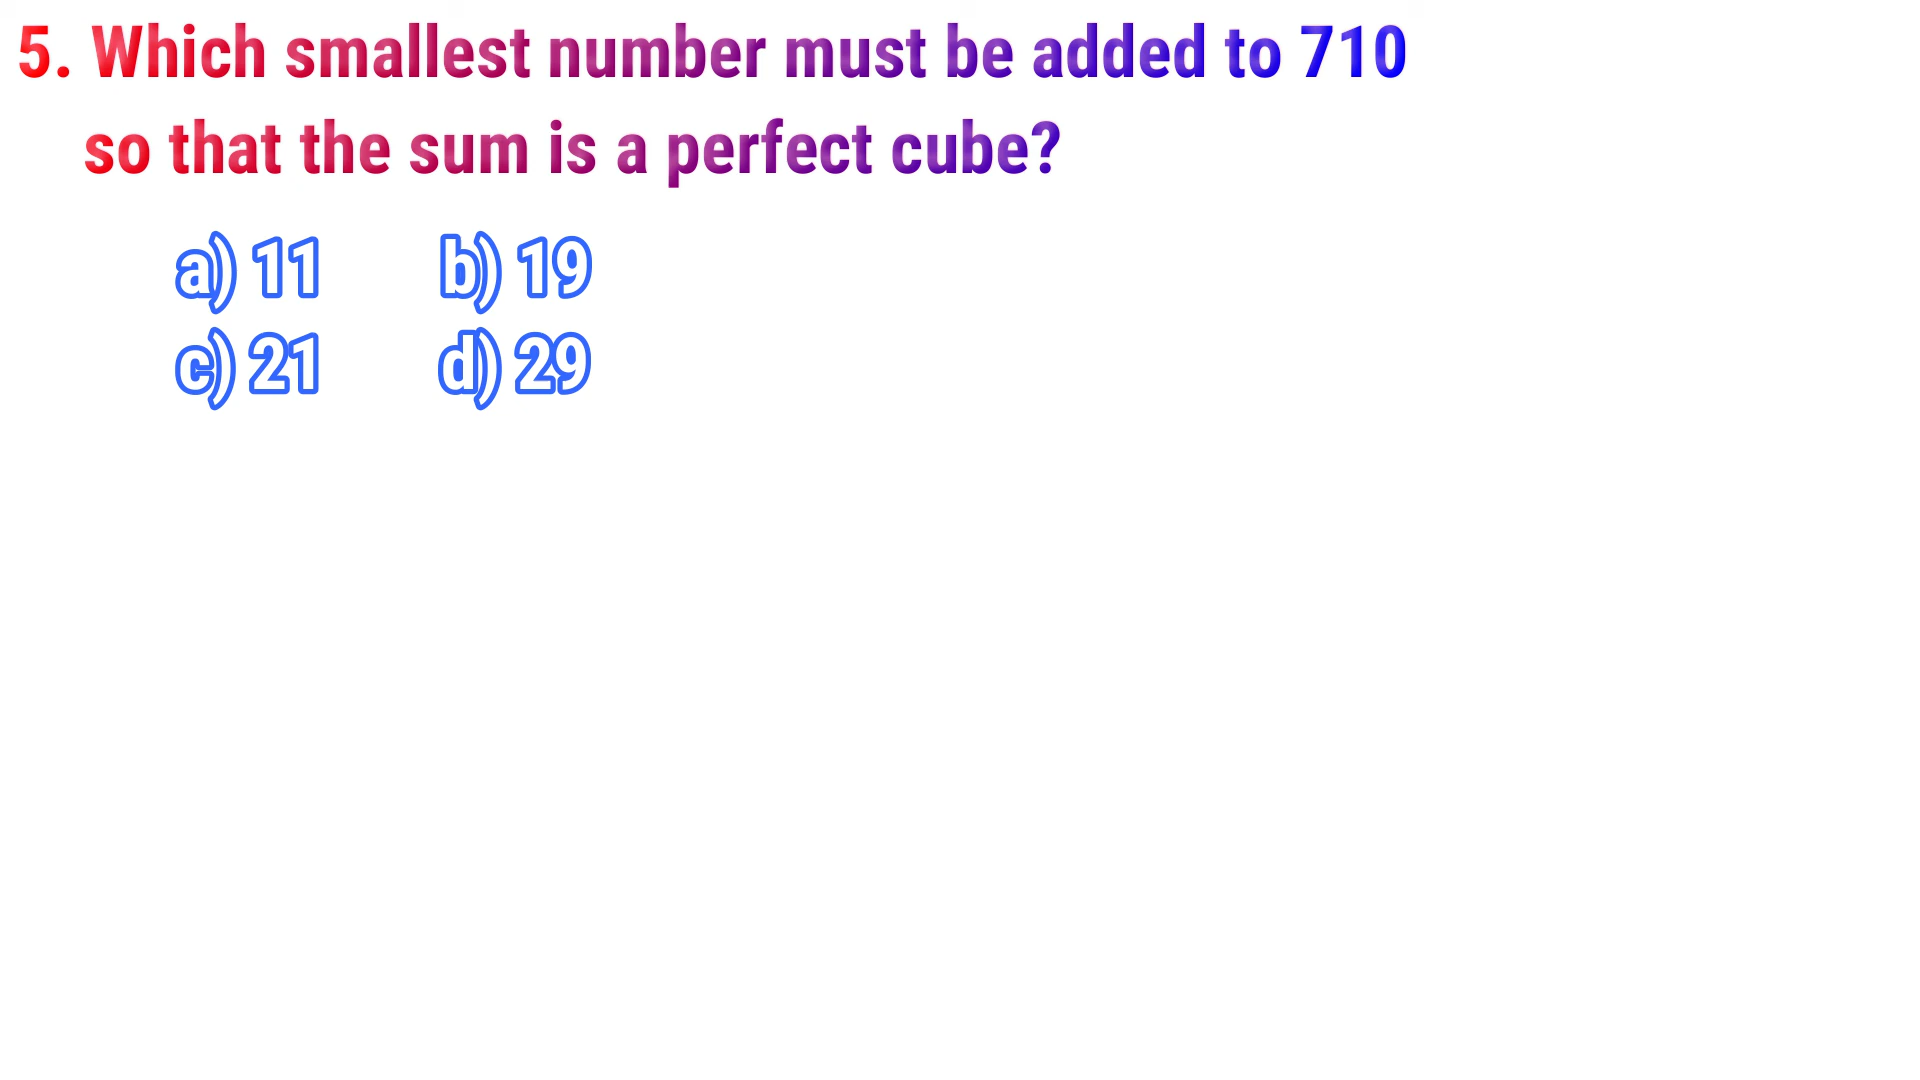 5. Which smallest number must be added to 710
so that the sum is a perfect cube?
a) 11 b) 19
c) 21 d) 29